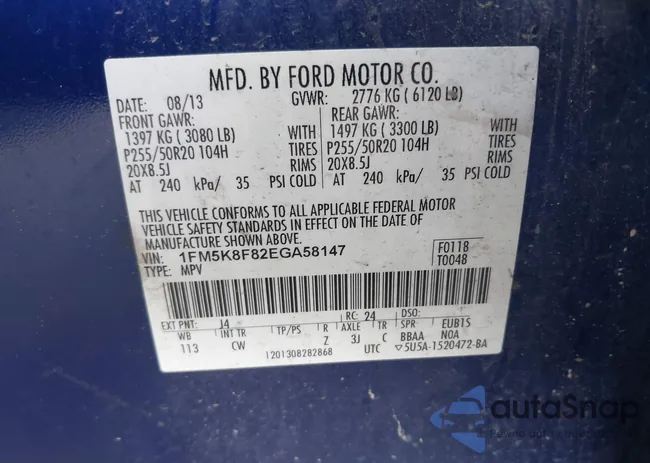 MFD. BY FORD MOTOR CO.
DATE: 08/13 GVWR: 2776 KG ( 6120 LB)
FRONT GAWR: REAR GAWR:
1397 KG ( 3080 LB) WITH 1497 KG ( 3300 LB) WITH
P255/50R20 104H TIRES P255/50R20 104H TIRES
20X8.5J RIMS 20X8.5J RIMS
AT 240 kPa/ 35 PSI COLD AT 240 kPa/ 35 PSI COLD
THIS VEHICLE CONFORMS TO ALL APPLICABLE FEDERAL MOTOR
VEHICLE SAFETY STANDARDS IN EFFECT ON THE DATE OF
MANUFACTURE SHOWN ABOVE.
VIN: 1FM5K8F82EGA58147 F0118
TYPE: MPV T0048
EXT PNT: J4 RC: 24 DSO:
WB INT TR TP/PS R AXLE TR SPR EUB1S
113 CW Z 3J C BBAA NOA
1201308282868 UTC ▽5U5A-1520472-BA
autoSnap